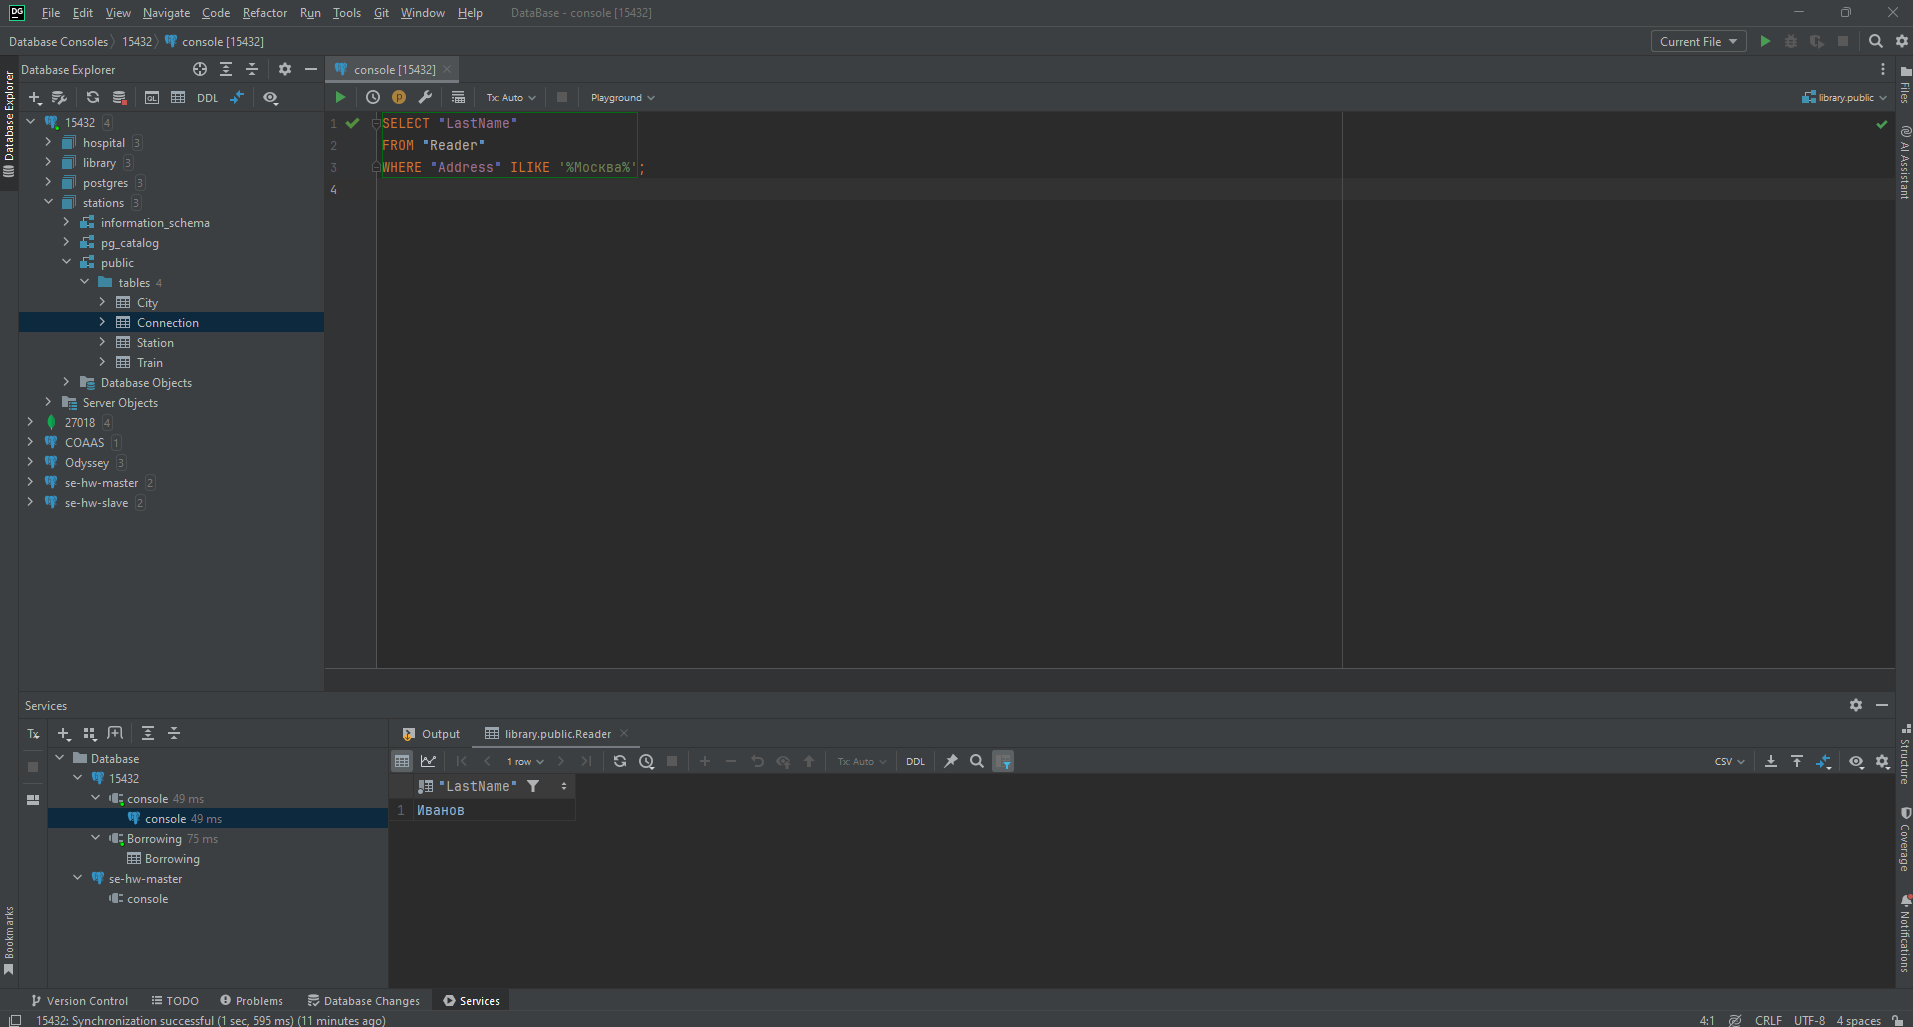 DG File Edit View Navigate Code Refactor Run Tools Git Window Help DataBase - console [15432]
Database Consoles 15432 console [15432] Current File
Database Explorer
console [15432]
DDL
Tx: Auto Playground library.public
15432 4
hospital 3
library 3
postgres 3
stations 3
information_schema
pg_catalog
public
tables 4
City
Connection
Station
Train
Database Objects
Server Objects
27018 4
COAAS 1
Odyssey 3
se-hw-master 2
se-hw-slave 2
1 SELECT "LastName"
2 FROM "Reader"
3 WHERE "Address" ILIKE '%Москва%';
4
Database Explorer
Bookmarks
Files
AI Assistant
Structure
Coverage
Notifications
Services
Tx
Database
15432
console 49 ms
console 49 ms
Borrowing 75 ms
Borrowing
se-hw-master
console
Output library.public.Reader
1 row Tx: Auto DDL CSV
"LastName"
1 Иванов
Version Control TODO Problems Database Changes Services
15432: Synchronization successful (1 sec, 595 ms) (11 minutes ago) 4:1 CRLF UTF-8 4 spaces